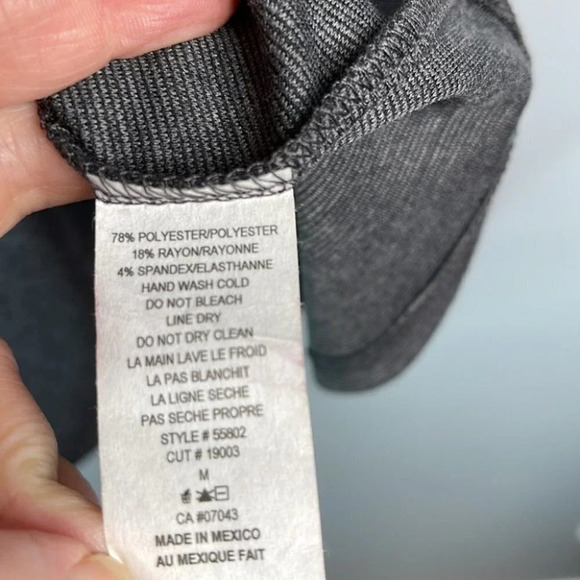 78% POLYESTER/POLYESTER
18% RAYON/RAYONNE
4% SPANDEX/ELASTHANNE
HAND WASH COLD
DO NOT BLEACH
LINE DRY
DO NOT DRY CLEAN
LA MAIN LAVE LE FROID
LA PAS BLANCHIT
LA LIGNE SECHE
PAS SECHE PROPRE
STYLE # 55802
CUT # 19003
M
CA #07043
MADE IN MEXICO
AU MEXIQUE FAIT